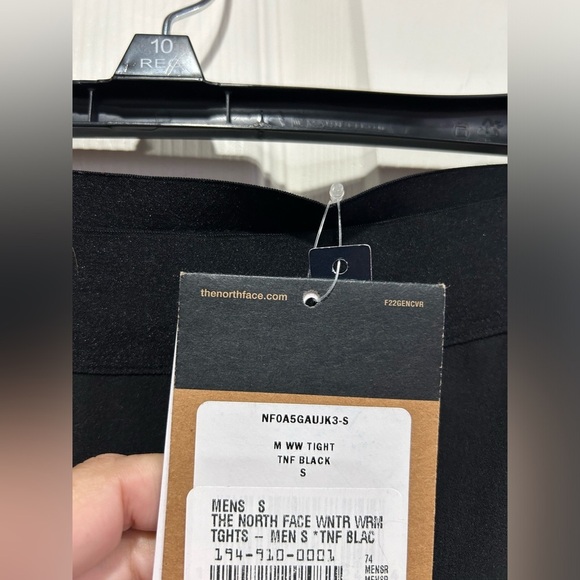 10
REG
thenorthface.com
F22GENCVR
NF0A5GAUJK3-S
M WW TIGHT
TNF BLACK
S
MENS S
THE NORTH FACE WNTR WRM
TGHTS -- MEN S *TNF BLAC
194-910-0001
74
MENSR